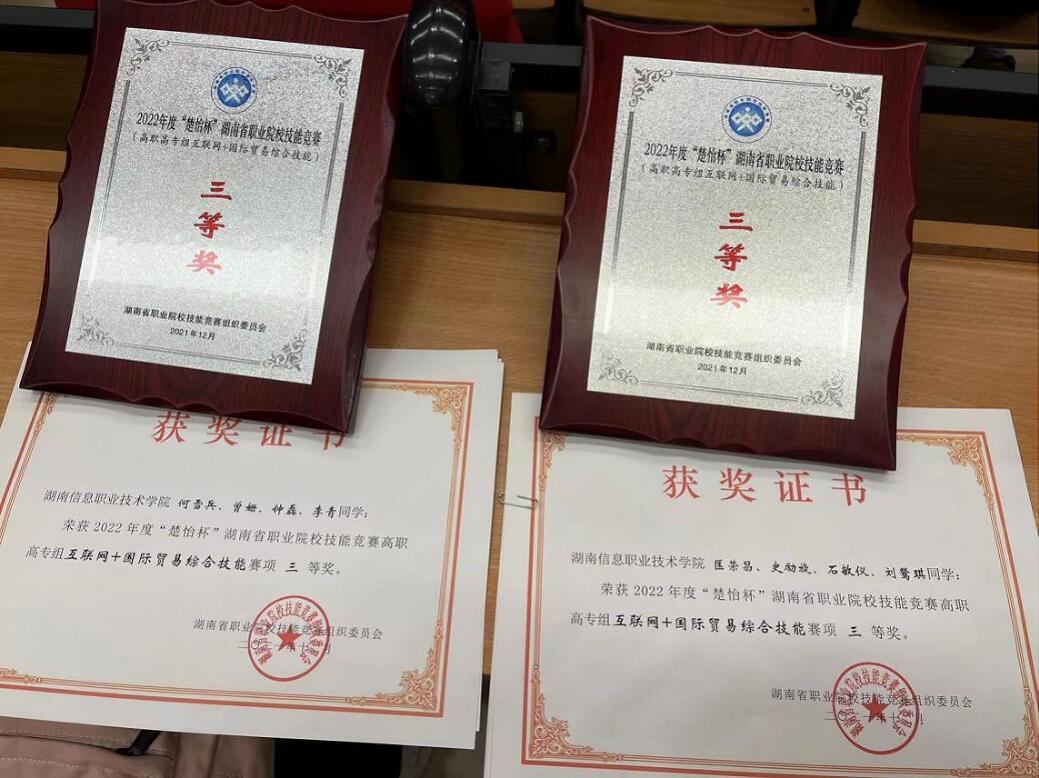 2022年度“楚怡杯”湖南省职业院校技能竞赛
（高职高专组互联网+国际贸易综合技能）
三
等
奖
湖南省职业院校技能竞赛组织委员会
2021年12月
2022年度“楚怡杯”湖南省职业院校技能竞赛
（高职高专组互联网+国际贸易综合技能）
三
等
奖
湖南省职业院校技能竞赛组织委员会
2021年12月
获奖证书
湖南信息职业技术学院 何雪兵、曾姗、钟磊、李青同学：
荣获 2022 年度“楚怡杯”湖南省职业院校技能竞赛高职
高专组互联网+国际贸易综合技能赛项 三 等奖。
湖南省职业院校技能竞赛组织委员会
获奖证书
湖南信息职业技术学院 匡荣昌、史励旋、石敏仪、刘鸶琪同学：
荣获 2022 年度“楚怡杯”湖南省职业院校技能竞赛高职
高专组互联网+国际贸易综合技能赛项 三 等奖。
湖南省职业院校技能竞赛组织委员会